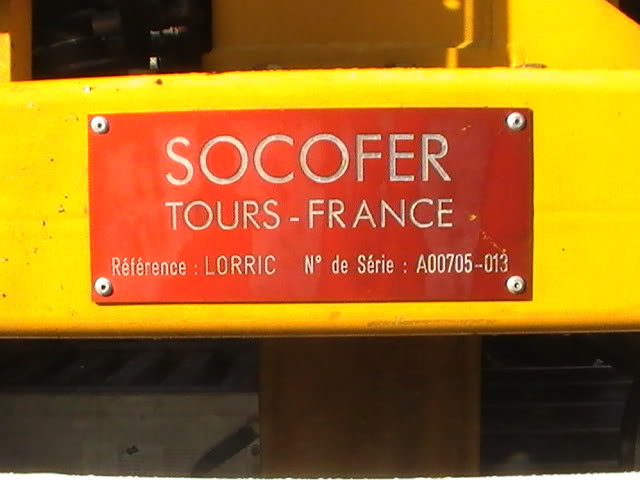 SOCOFER
TOURS - FRANCE
Référence : LORRIC N° de Série : A00705-013